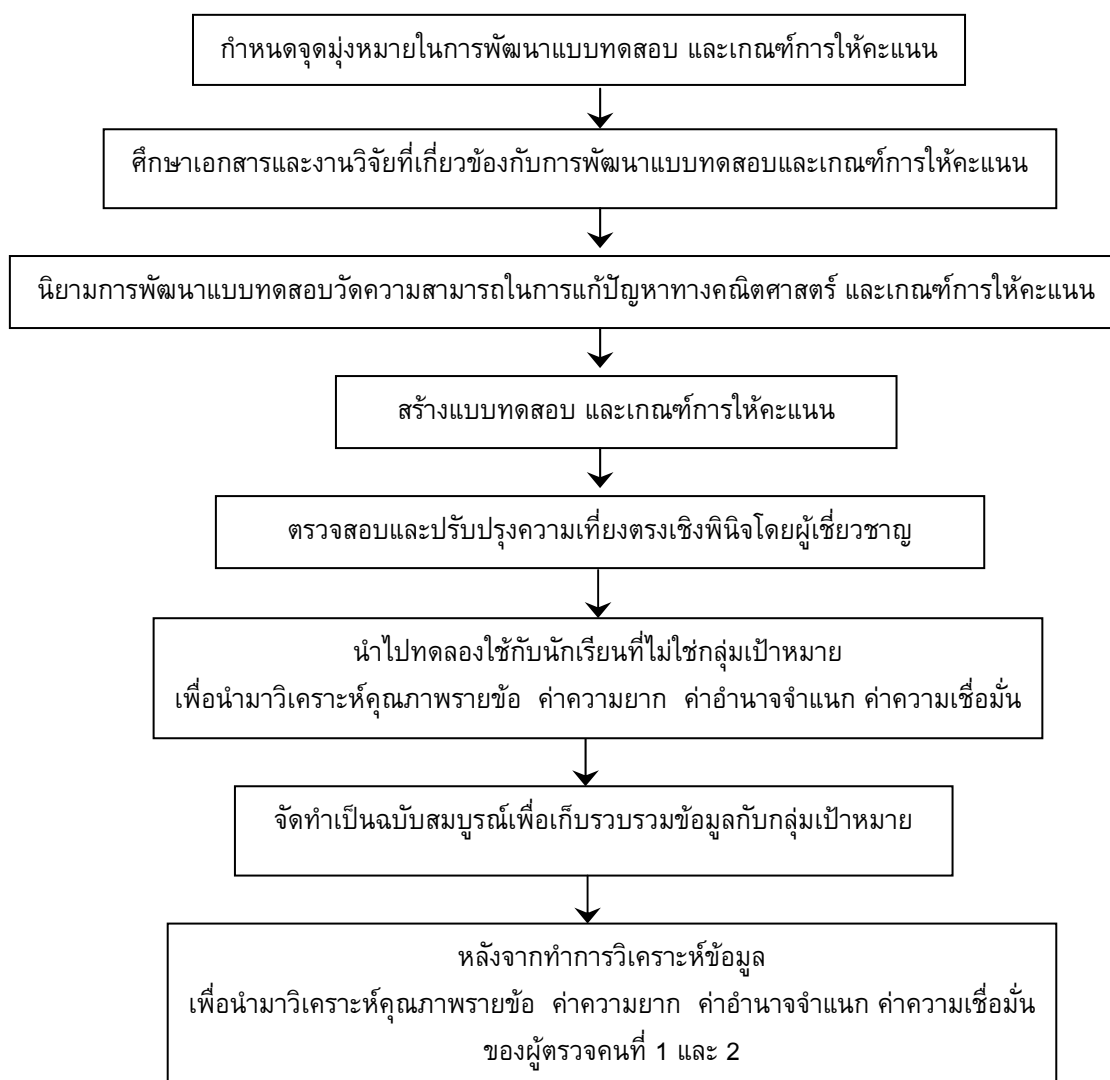 กำหนดจุดมุ่งหมายในการพัฒนาแบบทดสอบ และเกณฑ์การให้คะแนน
ศึกษาเอกสารและงานวิจัยที่เกี่ยวข้องกับการพัฒนาแบบทดสอบและเกณฑ์การให้คะแนน
นิยามการพัฒนาแบบทดสอบวัดความสามารถในการแก้ปัญหาทางคณิตศาสตร์ และเกณฑ์การให้คะแนน
สร้างแบบทดสอบ และเกณฑ์การให้คะแนน
ตรวจสอบและปรับปรุงความเที่ยงตรงเชิงพินิจโดยผู้เชี่ยวชาญ
นำไปทดลองใช้กับนักเรียนที่ไม่ใช่กลุ่มเป้าหมาย
เพื่อนำมาวิเคราะห์คุณภาพรายข้อ ค่าความยาก ค่าอำนาจจำแนก ค่าความเชื่อมั่น
จัดทำเป็นฉบับสมบูรณ์เพื่อเก็บรวบรวมข้อมูลกับกลุ่มเป้าหมาย
หลังจากทำการวิเคราะห์ข้อมูล
เพื่อนำมาวิเคราะห์คุณภาพรายข้อ ค่าความยาก ค่าอำนาจจำแนก ค่าความเชื่อมั่น
ของผู้ตรวจคนที่ 1 และ 2